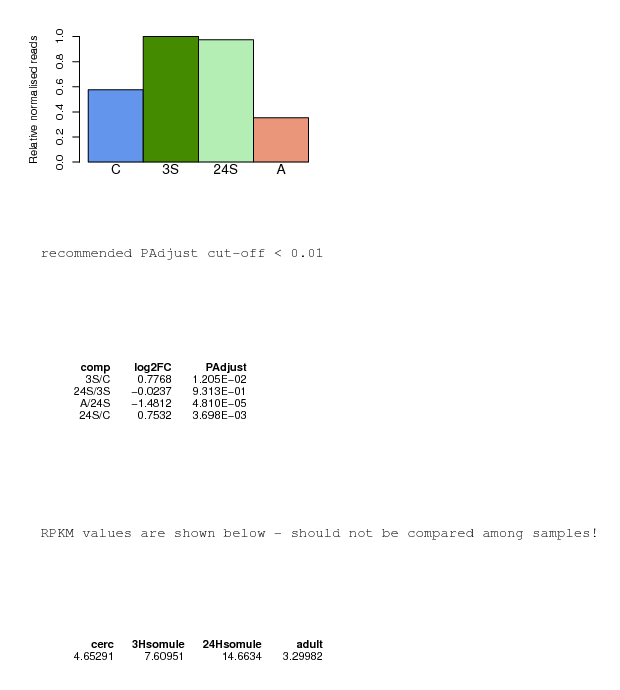 Relative normalised reads
1.0
0.8
0.6
0.4
0.2
0.0
C 3S 24S A
recommended PAdjust cut-off < 0.01
comp log2FC PAdjust
3S/C 0.7768 1.205E−02
24S/3S −0.0237 9.313E−01
A/24S −1.4812 4.810E−05
24S/C 0.7532 3.698E−03
RPKM values are shown below - should not be compared among samples!
cerc 3Hsomule 24Hsomule adult
4.65291 7.60951 14.6634 3.29982